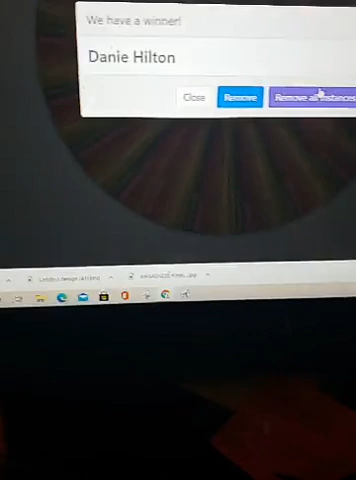 We have a winner!
Danie Hilton
Close Remove Remove all instances